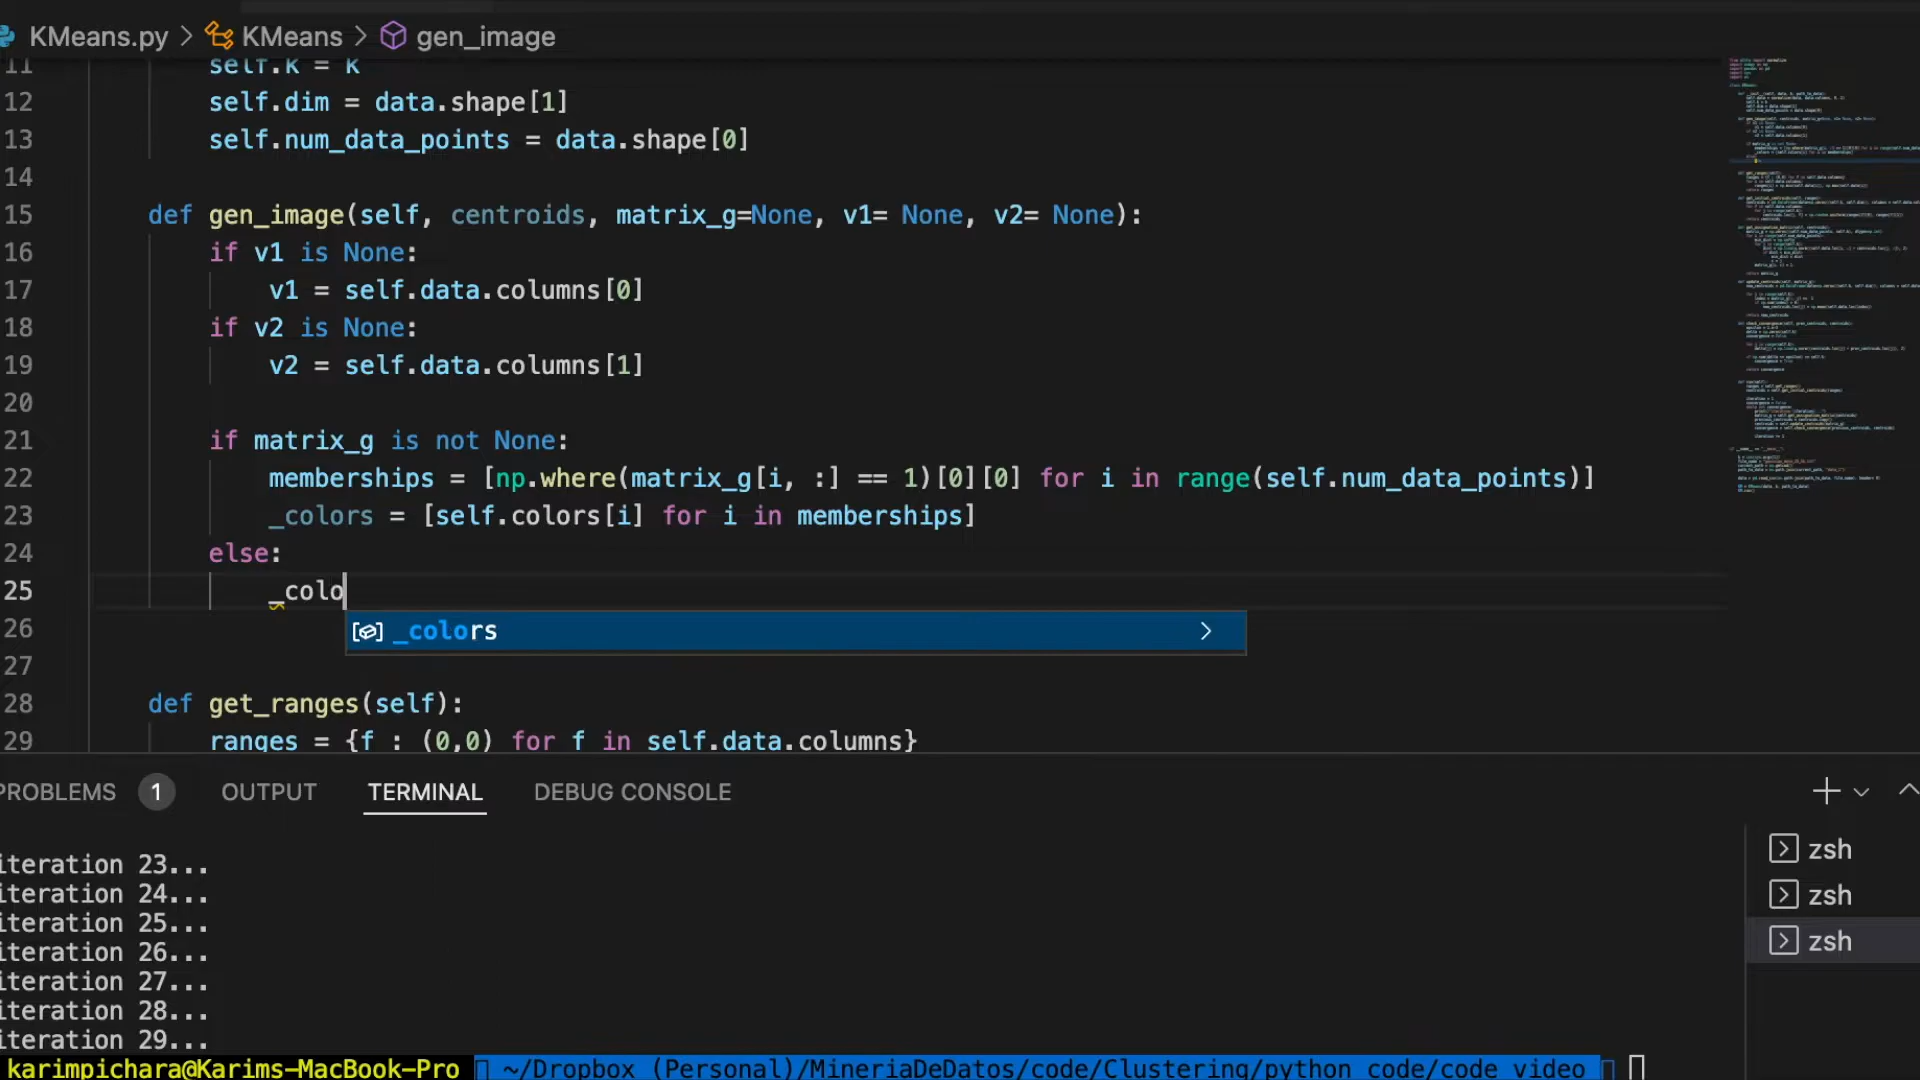 KMeans.py > KMeans > gen_image
11 self.k = k
12 self.dim = data.shape[1]
13 self.num_data_points = data.shape[0]
14
15 def gen_image(self, centroids, matrix_g=None, v1= None, v2= None):
16 if v1 is None:
17 v1 = self.data.columns[0]
18 if v2 is None:
19 v2 = self.data.columns[1]
20
21 if matrix_g is not None:
22 memberships = [np.where(matrix_g[i, :] == 1)[0][0] for i in range(self.num_data_points)]
23 _colors = [self.colors[i] for i in memberships]
24 else:
25 _colo
_colors
26
27
28 def get_ranges(self):
29 ranges = {f : (0,0) for f in self.data.columns}
PROBLEMS 1 OUTPUT TERMINAL DEBUG CONSOLE
iteration 23...
iteration 24...
iteration 25...
iteration 26...
iteration 27...
iteration 28...
iteration 29...
karimpichara@Karims-MacBook-Pro ~/Dropbox (Personal)/MineriaDeDatos/code/Clustering/python_code/code_video
zsh
zsh
zsh